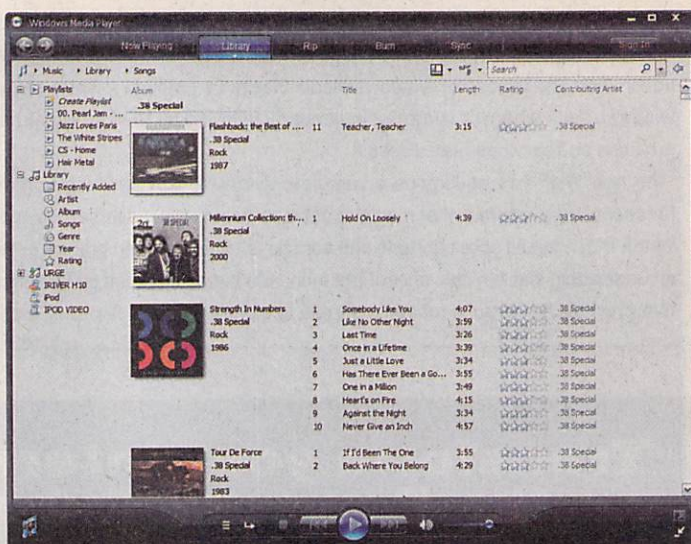 Windows Media Player
Now Playing Library Rip Burn Sync Sign In
Music Library Songs Search
Playlists
Create Playlist
00. Pearl Jam - ...
Jazz Loves Paris
The White Stripes
CS - Home
Hair Metal
Library
Recently Added
Artist
Album
Songs
Genre
Year
Rating
URGE
IRIVER H10
iPod
IPOD VIDEO
Album Title Length Rating Contributing Artist
.38 Special
Flashback: the Best of .... 11 Teacher, Teacher 3:15 .38 Special
.38 Special
Rock
1987
Millennium Collection: th... 1 Hold On Loosely 4:39 .38 Special
.38 Special
Rock
2000
38 SPECIAL
Strength In Numbers 1 Somebody Like You 4:07 .38 Special
.38 Special 2 Like No Other Night 3:59 .38 Special
Rock 3 Last Time 3:26 .38 Special
1986 4 Once in a Lifetime 3:39 .38 Special
5 Just a Little Love 3:34 .38 Special
6 Has There Ever Been a Go... 3:55 .38 Special
7 One in a Million 3:49 .38 Special
8 Heart's on Fire 4:15 .38 Special
9 Against the Night 3:34 .38 Special
10 Never Give an Inch 4:57 .38 Special
Tour De Force 1 If I'd Been The One 3:55 .38 Special
.38 Special 2 Back Where You Belong 4:29 .38 Special
Rock
1983